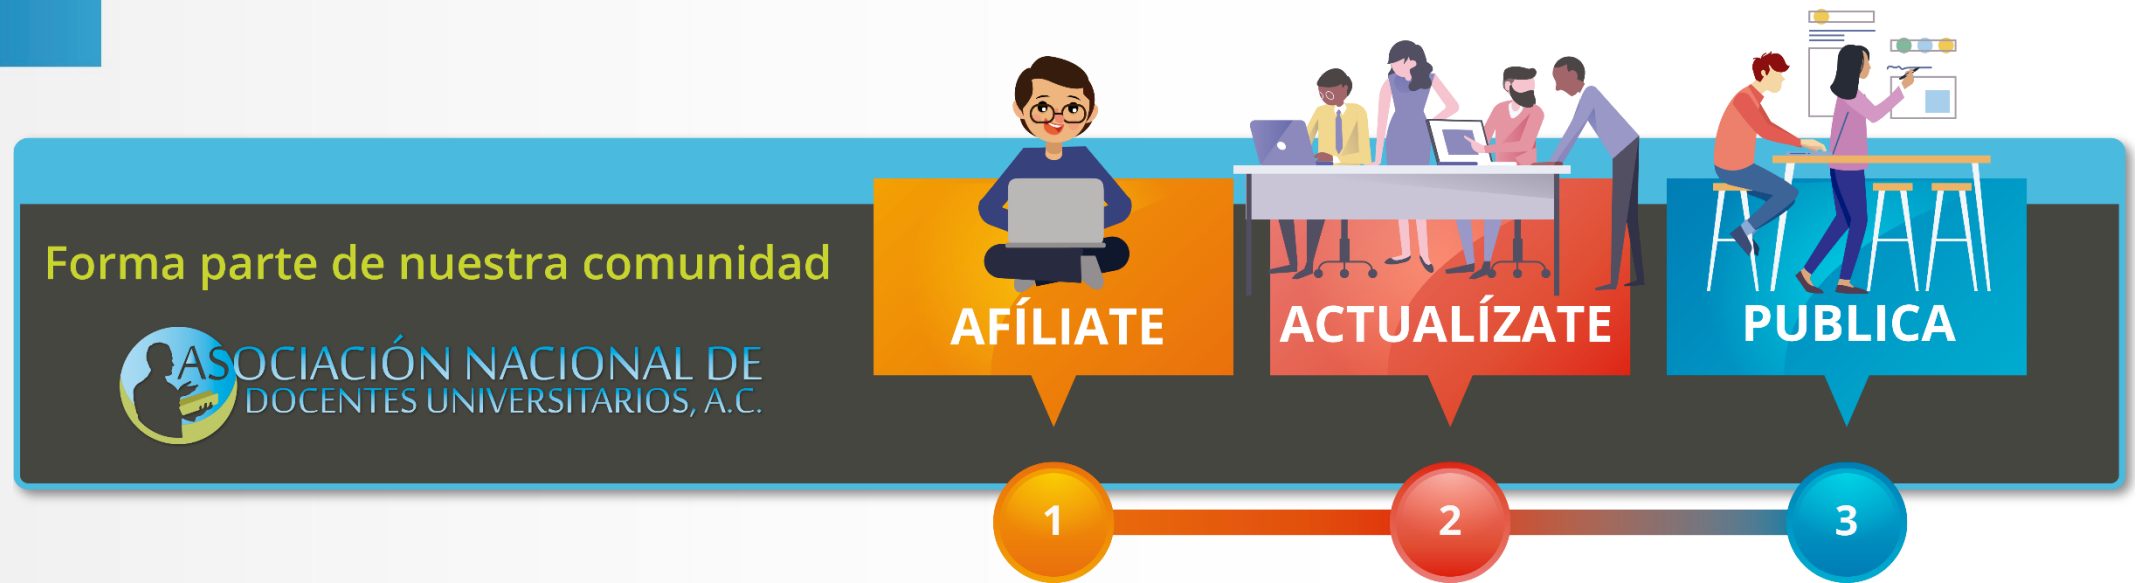 Forma parte de nuestra comunidad
ASOCIACIÓN NACIONAL DE
DOCENTES UNIVERSITARIOS, A.C.
AFÍLIATE
ACTUALÍZATE
PUBLICA
1
2
3